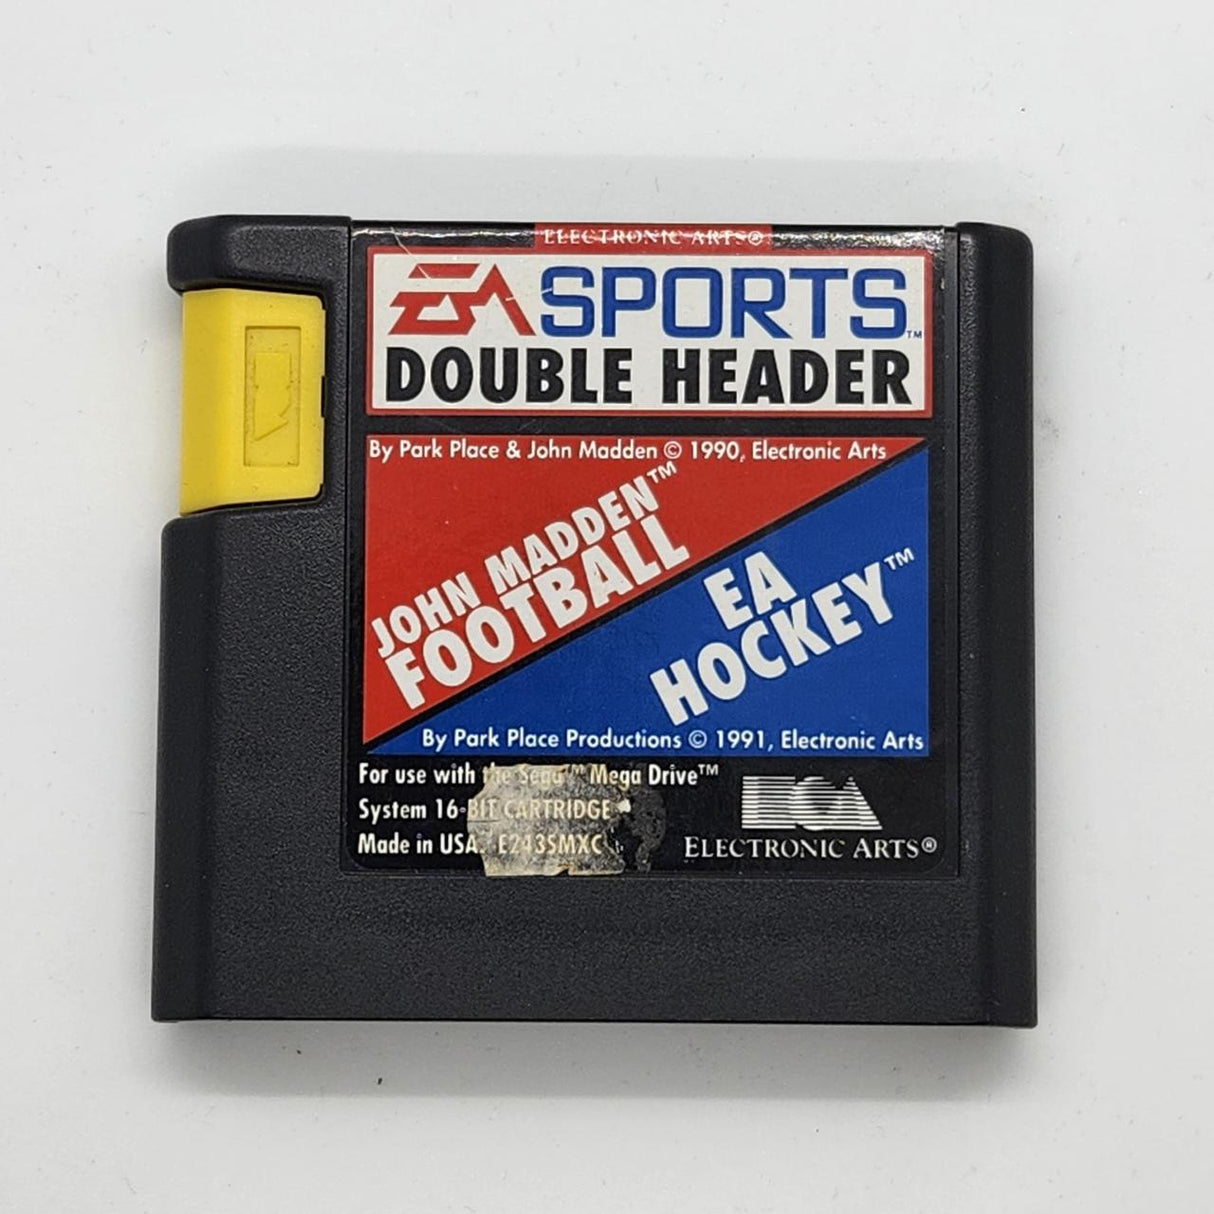 ELECTRONIC ARTS®
EA SPORTS™
DOUBLE HEADER
By Park Place & John Madden © 1990, Electronic Arts
JOHN MADDEN™
FOOTBALL
EA
HOCKEY™
By Park Place Productions © 1991, Electronic Arts
For use with the Sega™ Mega Drive™
System 16-BIT CARTRIDGE
Made in USA. E243SMXC
EA
ELECTRONIC ARTS®